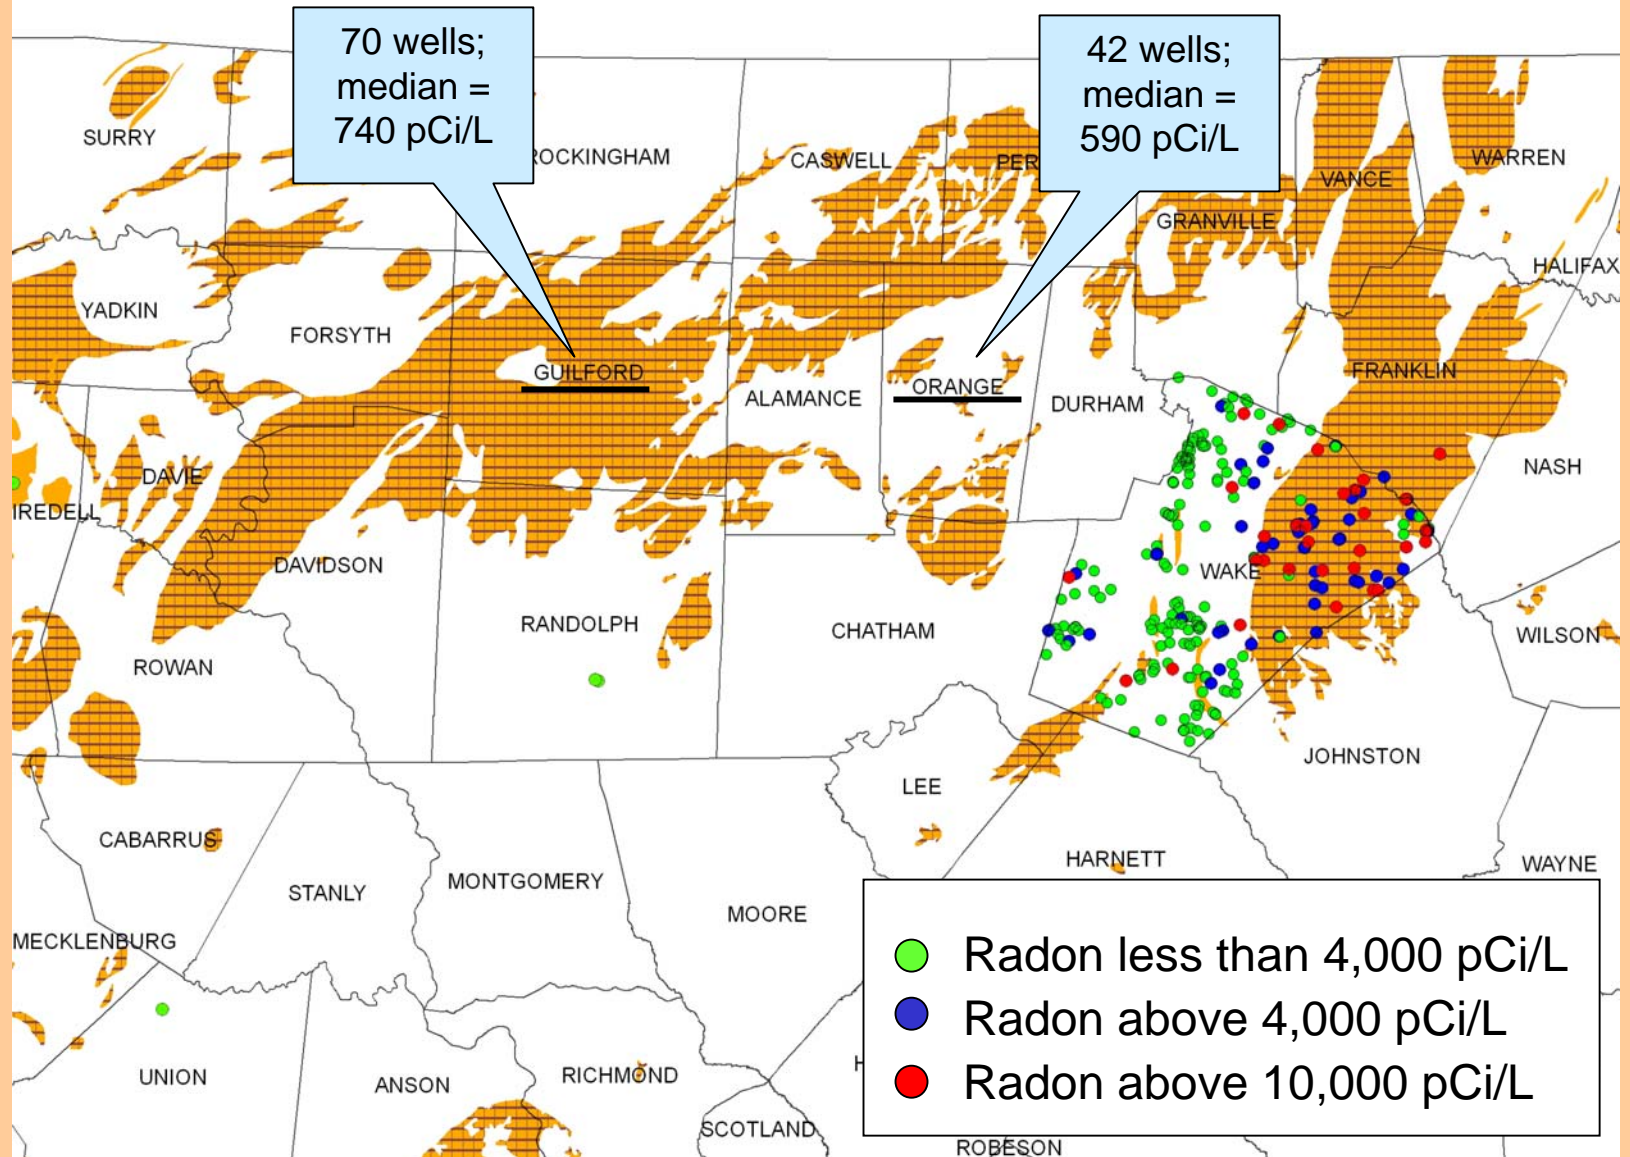 70 wells;
median =
740 pCi/L
42 wells;
median =
590 pCi/L
SURRY
ROCKINGHAM
CASWELL
PER
VANCE
WARREN
GRANVILLE
HALIFAX
YADKIN
FORSYTH
GUILFORD
ALAMANCE
ORANGE
DURHAM
FRANKLIN
NASH
DAVIE
IREDELL
DAVIDSON
WAKE
RANDOLPH
CHATHAM
WILSON
ROWAN
JOHNSTON
LEE
CABARRUS
HARNETT
WAYNE
STANLY
MONTGOMERY
MOORE
MECKLENBURG
Radon less than 4,000 pCi/L
Radon above 4,000 pCi/L
Radon above 10,000 pCi/L
UNION
ANSON
RICHMOND
H
SCOTLAND
ROBESON